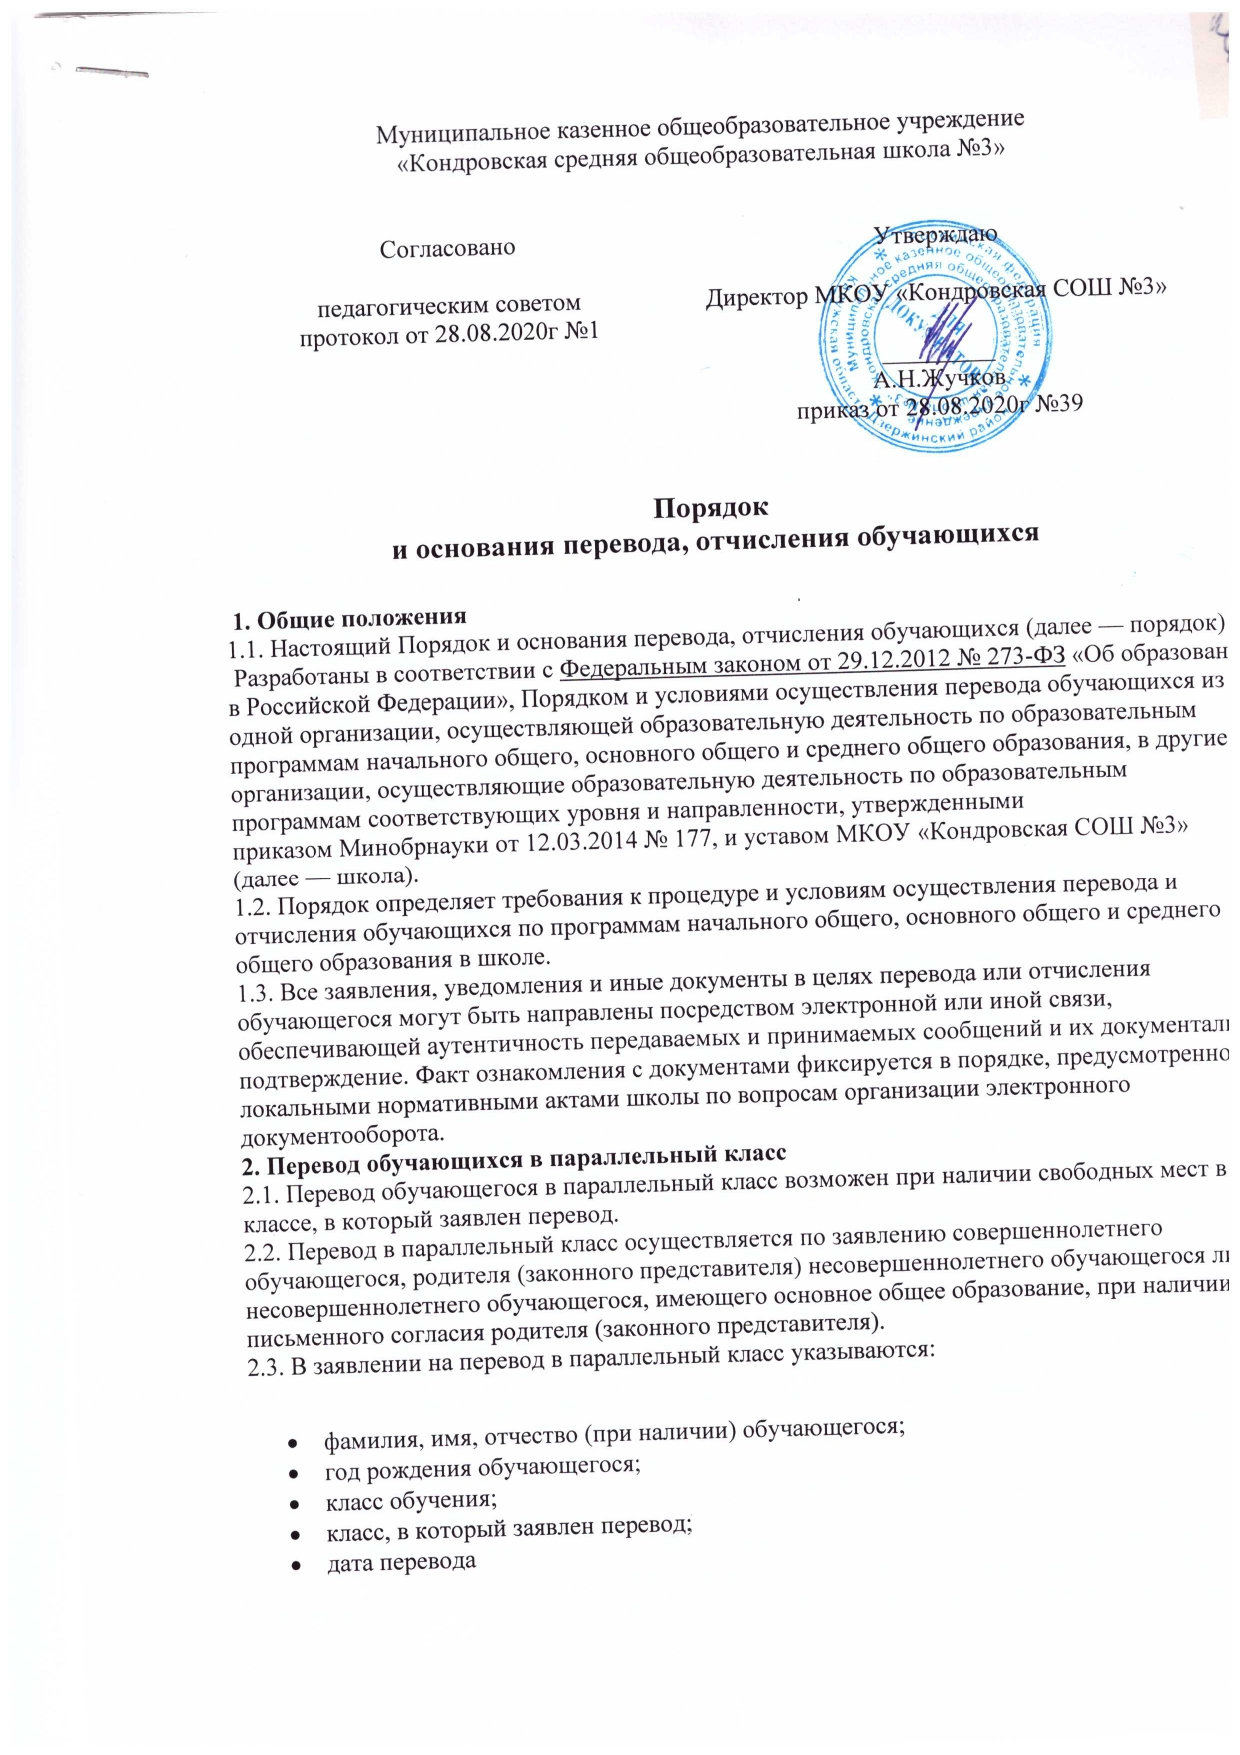 Муниципальное казенное общеобразовательное учреждение
«Кондровская средняя общеобразовательная школа №3»
Согласовано
педагогическим советом
протокол от 28.08.2020г №1
Утверждаю
Директор МКОУ «Кондровская СОШ №3»
А.Н.Жучков
приказ от 28.08.2020г №39
Порядок
и основания перевода, отчисления обучающихся
1. Общие положения
1.1. Настоящий Порядок и основания перевода, отчисления обучающихся (далее — порядок)
Разработаны в соответствии с Федеральным законом от 29.12.2012 № 273-ФЗ «Об образован
в Российской Федерации», Порядком и условиями осуществления перевода обучающихся из
одной организации, осуществляющей образовательную деятельность по образовательным
программам начального общего, основного общего и среднего общего образования, в другие
организации, осуществляющие образовательную деятельность по образовательным
программам соответствующих уровня и направленности, утвержденными
приказом Минобрнауки от 12.03.2014 № 177, и уставом МКОУ «Кондровская СОШ №3»
(далее — школа).
1.2. Порядок определяет требования к процедуре и условиям осуществления перевода и
отчисления обучающихся по программам начального общего, основного общего и среднего
общего образования в школе.
1.3. Все заявления, уведомления и иные документы в целях перевода или отчисления
обучающегося могут быть направлены посредством электронной или иной связи,
обеспечивающей аутентичность передаваемых и принимаемых сообщений и их документал
подтверждение. Факт ознакомления с документами фиксируется в порядке, предусмотренно
локальными нормативными актами школы по вопросам организации электронного
документооборота.
2. Перевод обучающихся в параллельный класс
2.1. Перевод обучающегося в параллельный класс возможен при наличии свободных мест в
классе, в который заявлен перевод.
2.2. Перевод в параллельный класс осуществляется по заявлению совершеннолетнего
обучающегося, родителя (законного представителя) несовершеннолетнего обучающегося ли
несовершеннолетнего обучающегося, имеющего основное общее образование, при наличии
письменного согласия родителя (законного представителя).
2.3. В заявлении на перевод в параллельный класс указываются:
• фамилия, имя, отчество (при наличии) обучающегося;
• год рождения обучающегося;
• класс обучения;
• класс, в который заявлен перевод;
• дата перевода